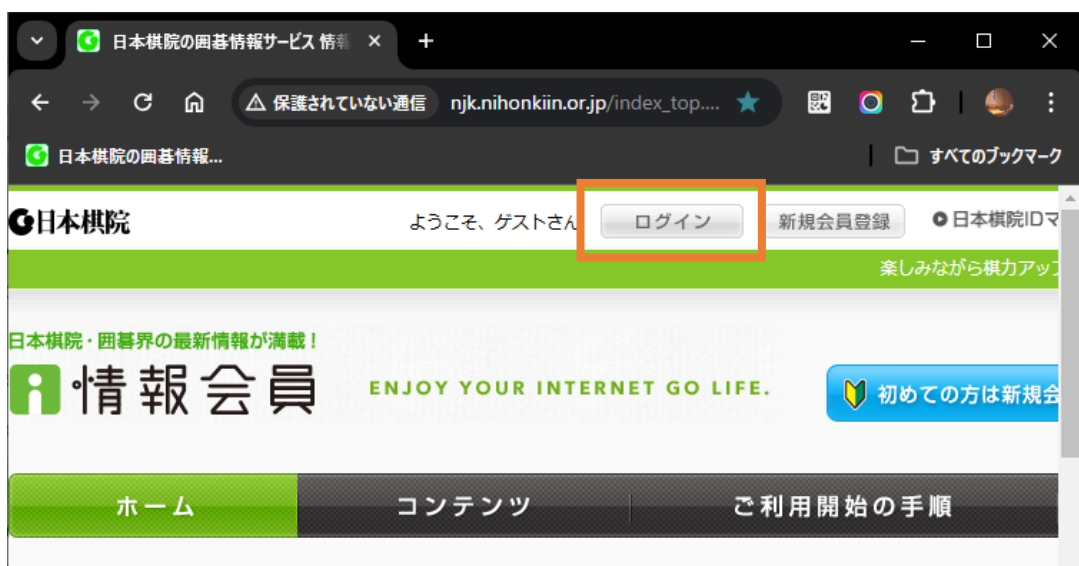 日本棋院の囲碁情報サービス 情報
保護されていない通信 njk.nihonkiin.or.jp/index_top....
日本棋院の囲碁情報...
すべてのブックマーク
日本棋院 ようこそ、ゲストさん ログイン 新規会員登録 日本棋院IDマ
楽しみながら棋力アップ
日本棋院・囲碁界の最新情報が満載！
情報会員 ENJOY YOUR INTERNET GO LIFE. 初めての方は新規会
ホーム コンテンツ ご利用開始の手順